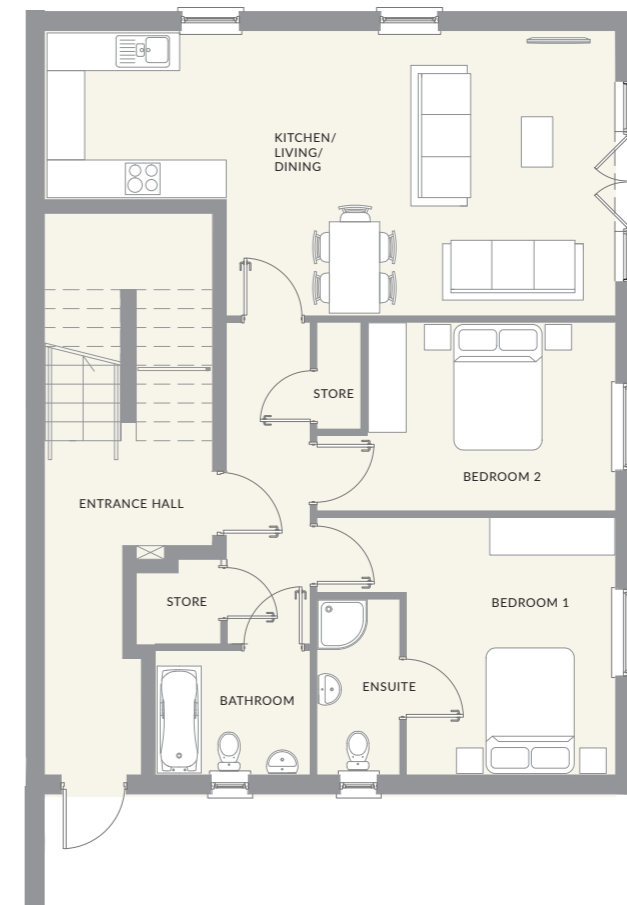 KITCHEN/
LIVING/
DINING
STORE
BEDROOM 2
ENTRANCE HALL
STORE
BEDROOM 1
ENSUITE
BATHROOM